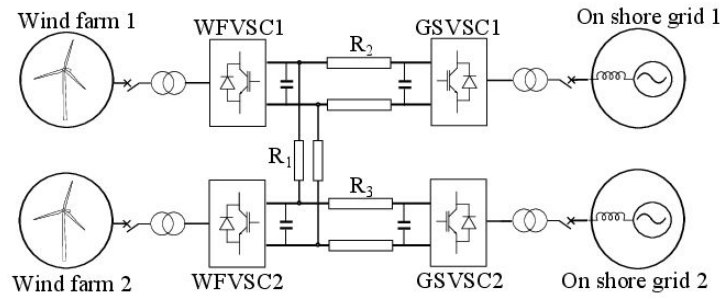 Wind farm 1
WFVSC1
GSVSC1
On shore grid 1
R2
R1
R3
Wind farm 2
WFVSC2
GSVSC2
On shore grid 2